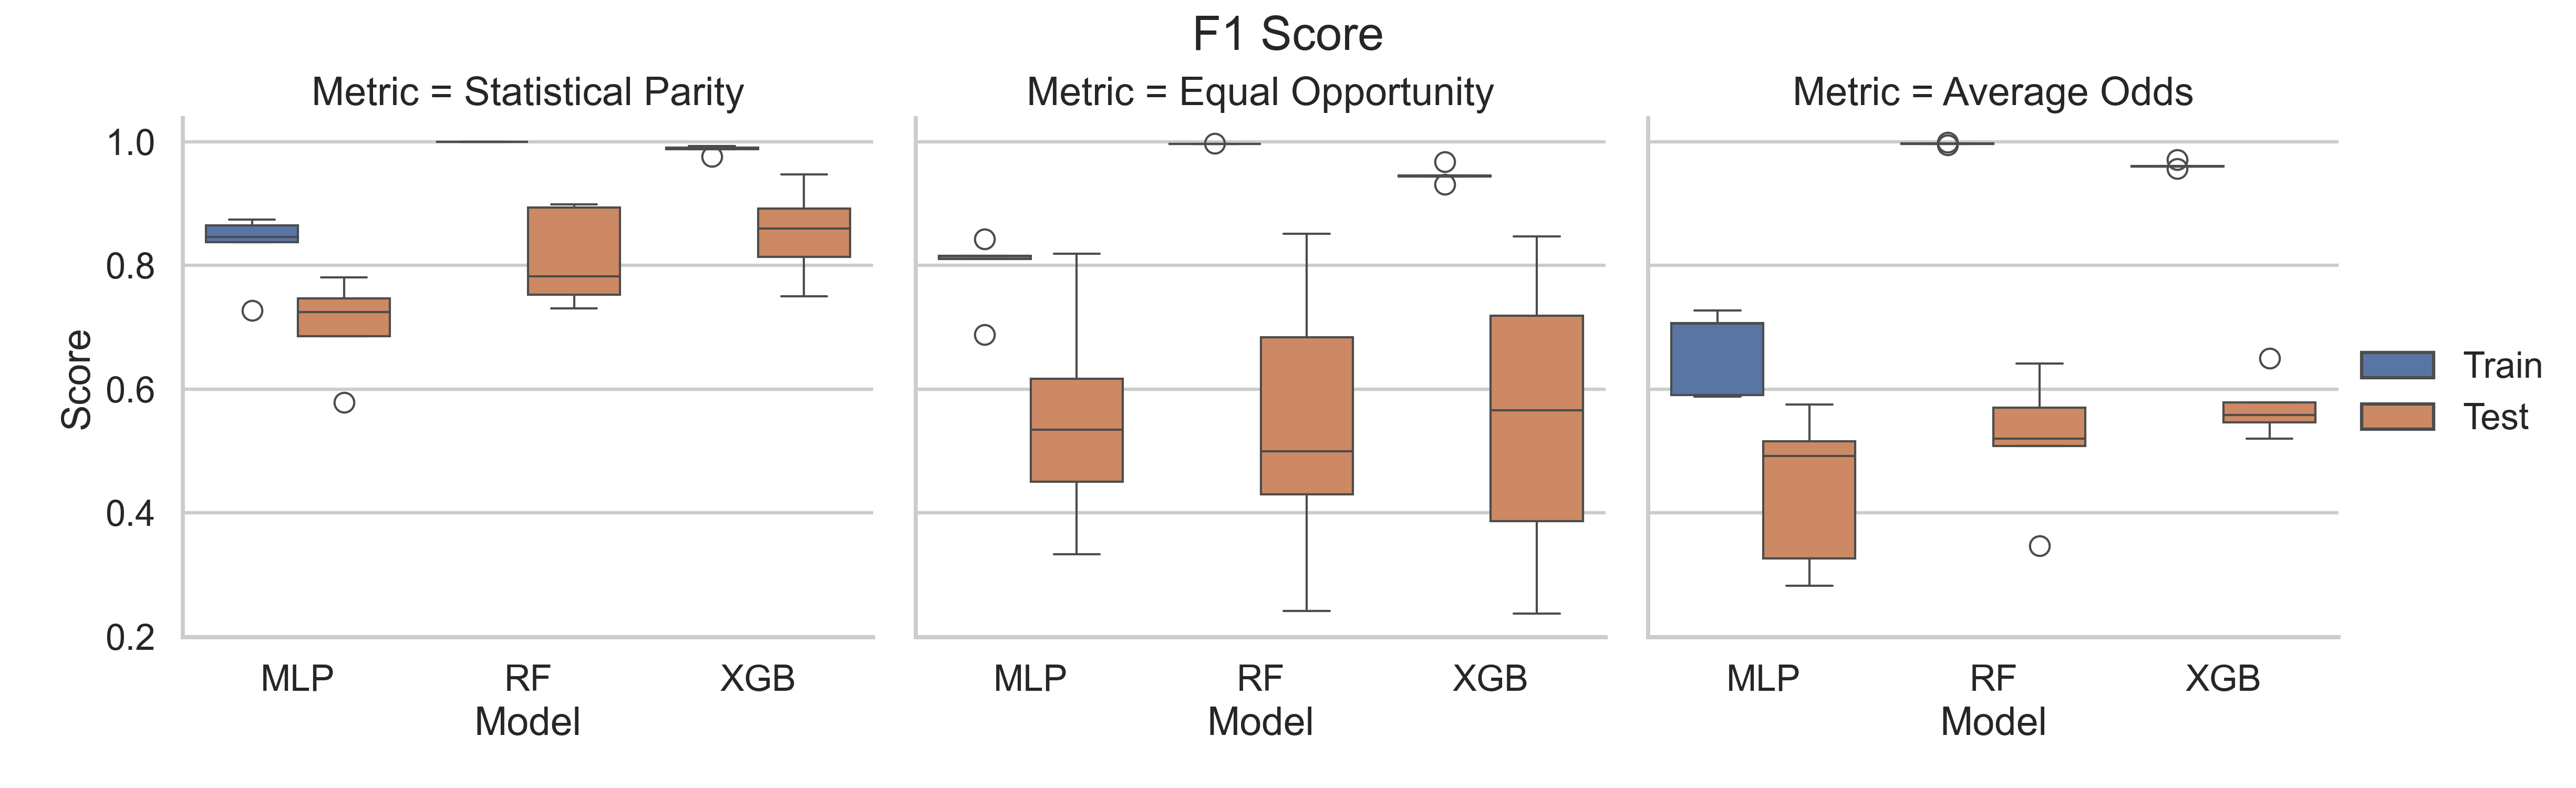 F1 Score
Metric = Statistical Parity
Metric = Equal Opportunity
Metric = Average Odds
1.0
0.8
0.6
0.4
0.2
Score
MLP RF XGB
MLP RF XGB
MLP RF XGB
Model
Model
Model
Train
Test